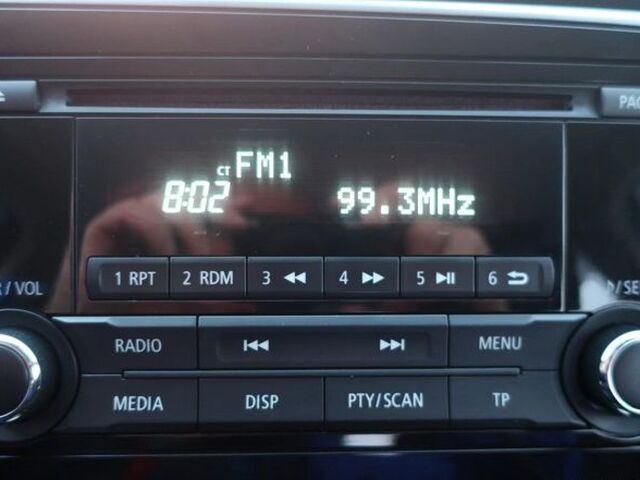 FM1
CT
8:02 99.3MHz
1 RPT 2 RDM 3 4 5 6
/VOL
RADIO MENU
MEDIA DISP PTY/SCAN TP